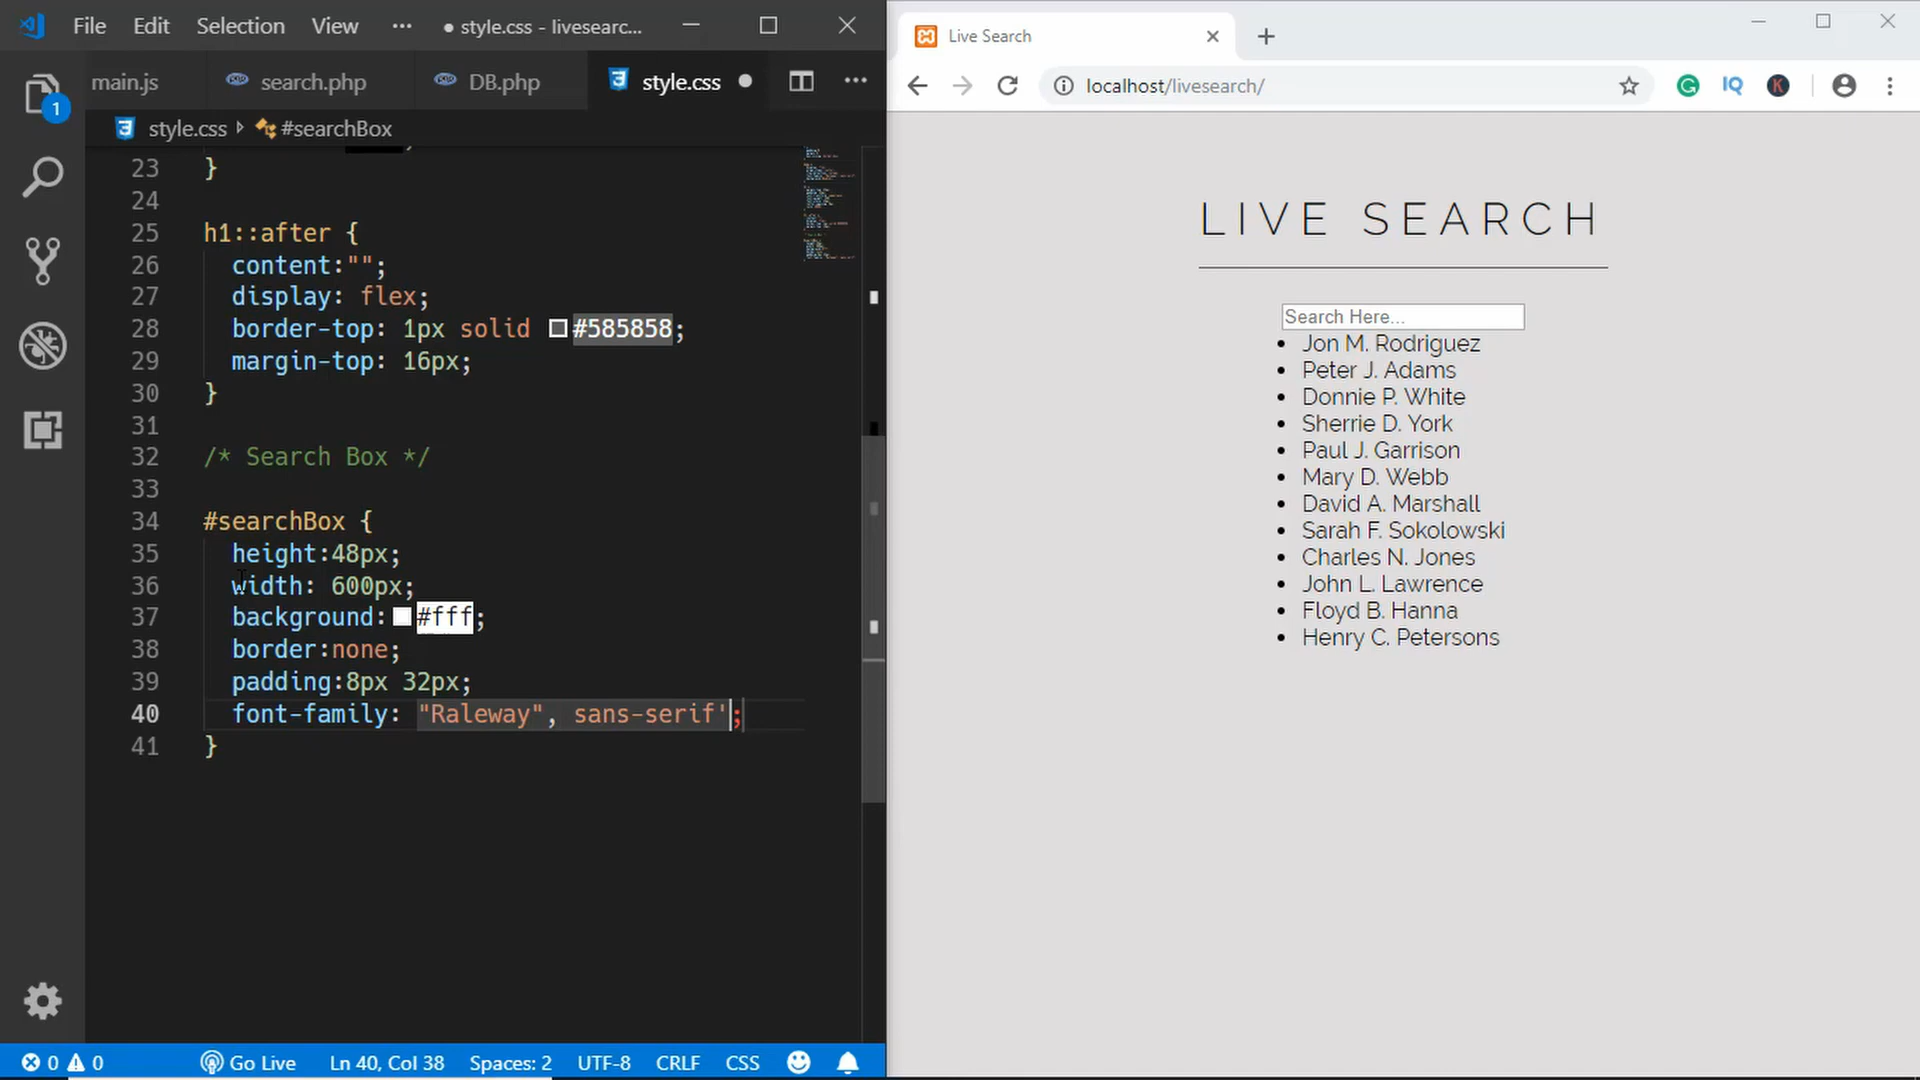 File Edit Selection View ··· ● style.css - livesearc...
main.js search.php DB.php style.css ● ···
style.css #searchBox
1
23 }
24
25 h1::after {
26 content:"";
27 display: flex;
28 border-top: 1px solid #585858;
29 margin-top: 16px;
30 }
31
32 /* Search Box */
33
34 #searchBox {
35 height:48px;
36 width: 600px;
37 background: #fff;
38 border:none;
39 padding:8px 32px;
40 font-family: "Raleway", sans-serif';
41 }
0 0 Go Live Ln 40, Col 38 Spaces: 2 UTF-8 CRLF CSS
Live Search
localhost/livesearch/
IQ K
LIVE SEARCH
Search Here...
• Jon M. Rodriguez
• Peter J. Adams
• Donnie P. White
• Sherrie D. York
• Paul J. Garrison
• Mary D. Webb
• David A. Marshall
• Sarah F. Sokolowski
• Charles N. Jones
• John L. Lawrence
• Floyd B. Hanna
• Henry C. Petersons